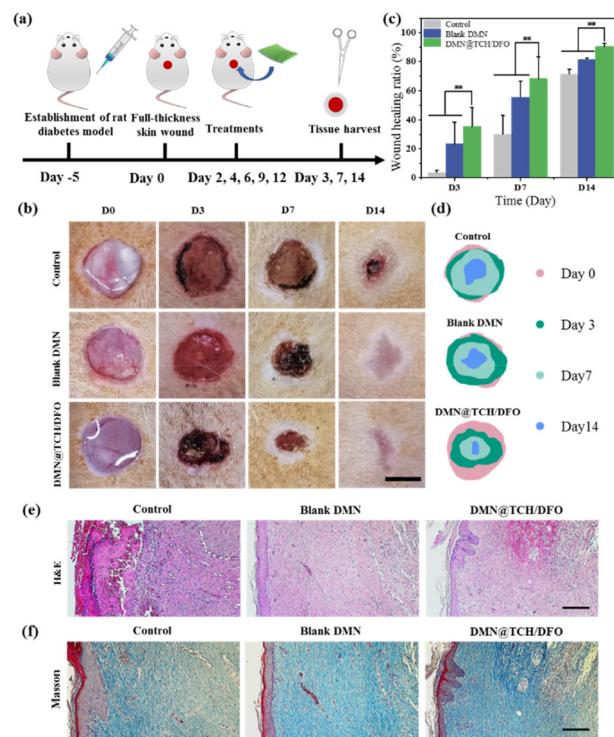 (a)
Establishment of rat
diabetes model
Full-thickness
skin wound
Treatments
Tissue harvest
Day -5
Day 0
Day 2, 4, 6, 9, 12
Day 3, 7, 14
(c)
Control
Blank DMN
DMN@TCH/DFO
Wound healing ratio (%)
100
80
60
40
20
0
**
**
**
D3
D7
D14
Time (Day)
(b)
D0
D3
D7
D14
Control
Blank DMN
DMN@TCH/DFO
(d)
Control
Blank DMN
DMN@TCH/DFO
Day 0
Day 3
Day7
Day14
(e)
Control
Blank DMN
DMN@TCH/DFO
H&E
(f)
Control
Blank DMN
DMN@TCH/DFO
Masson